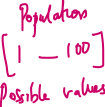 Population
[1 — 100]
Possible values